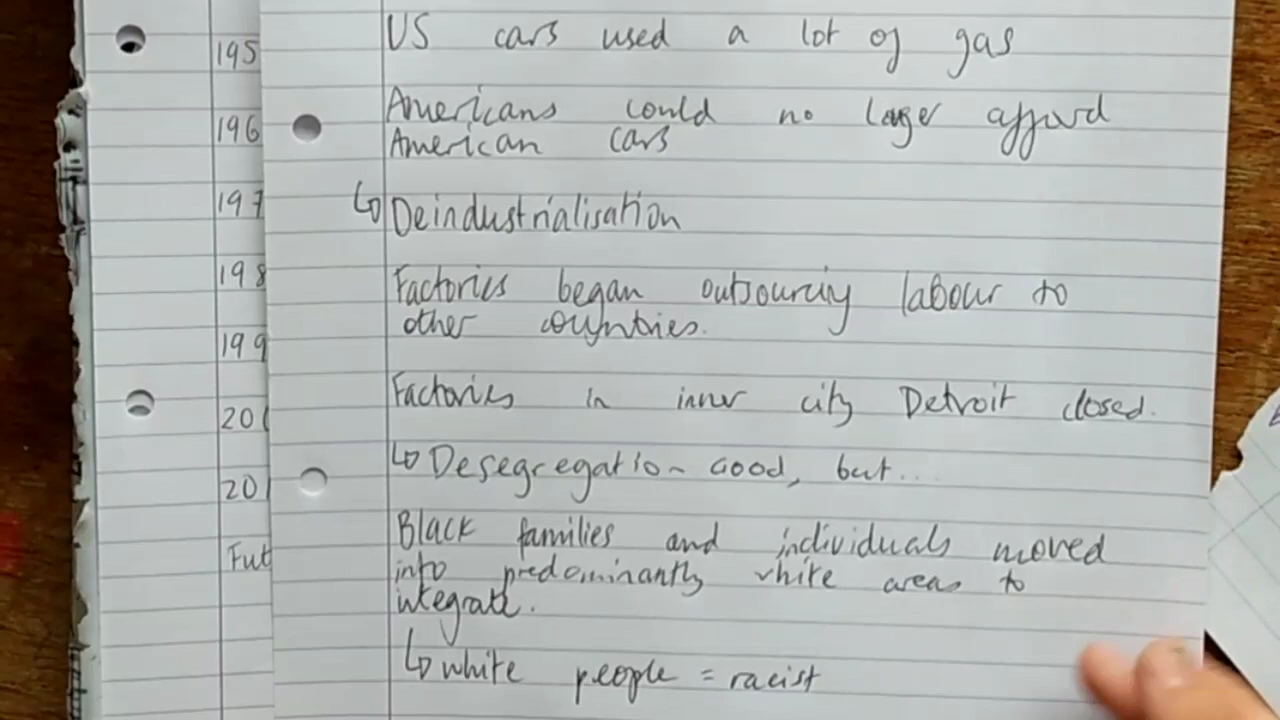 195
196
197
198
199
20
20
Fut
US cars used a lot of gas
Americans could no longer afford
American cars
↳ Deindustrialisation
Factories began outsourcing labour to
other countries.
Factories in inner city Detroit closed.
↳ Desegregation Good, but...
Black families and individuals moved
into predominantly white areas to
integrate.
↳ white people = racist